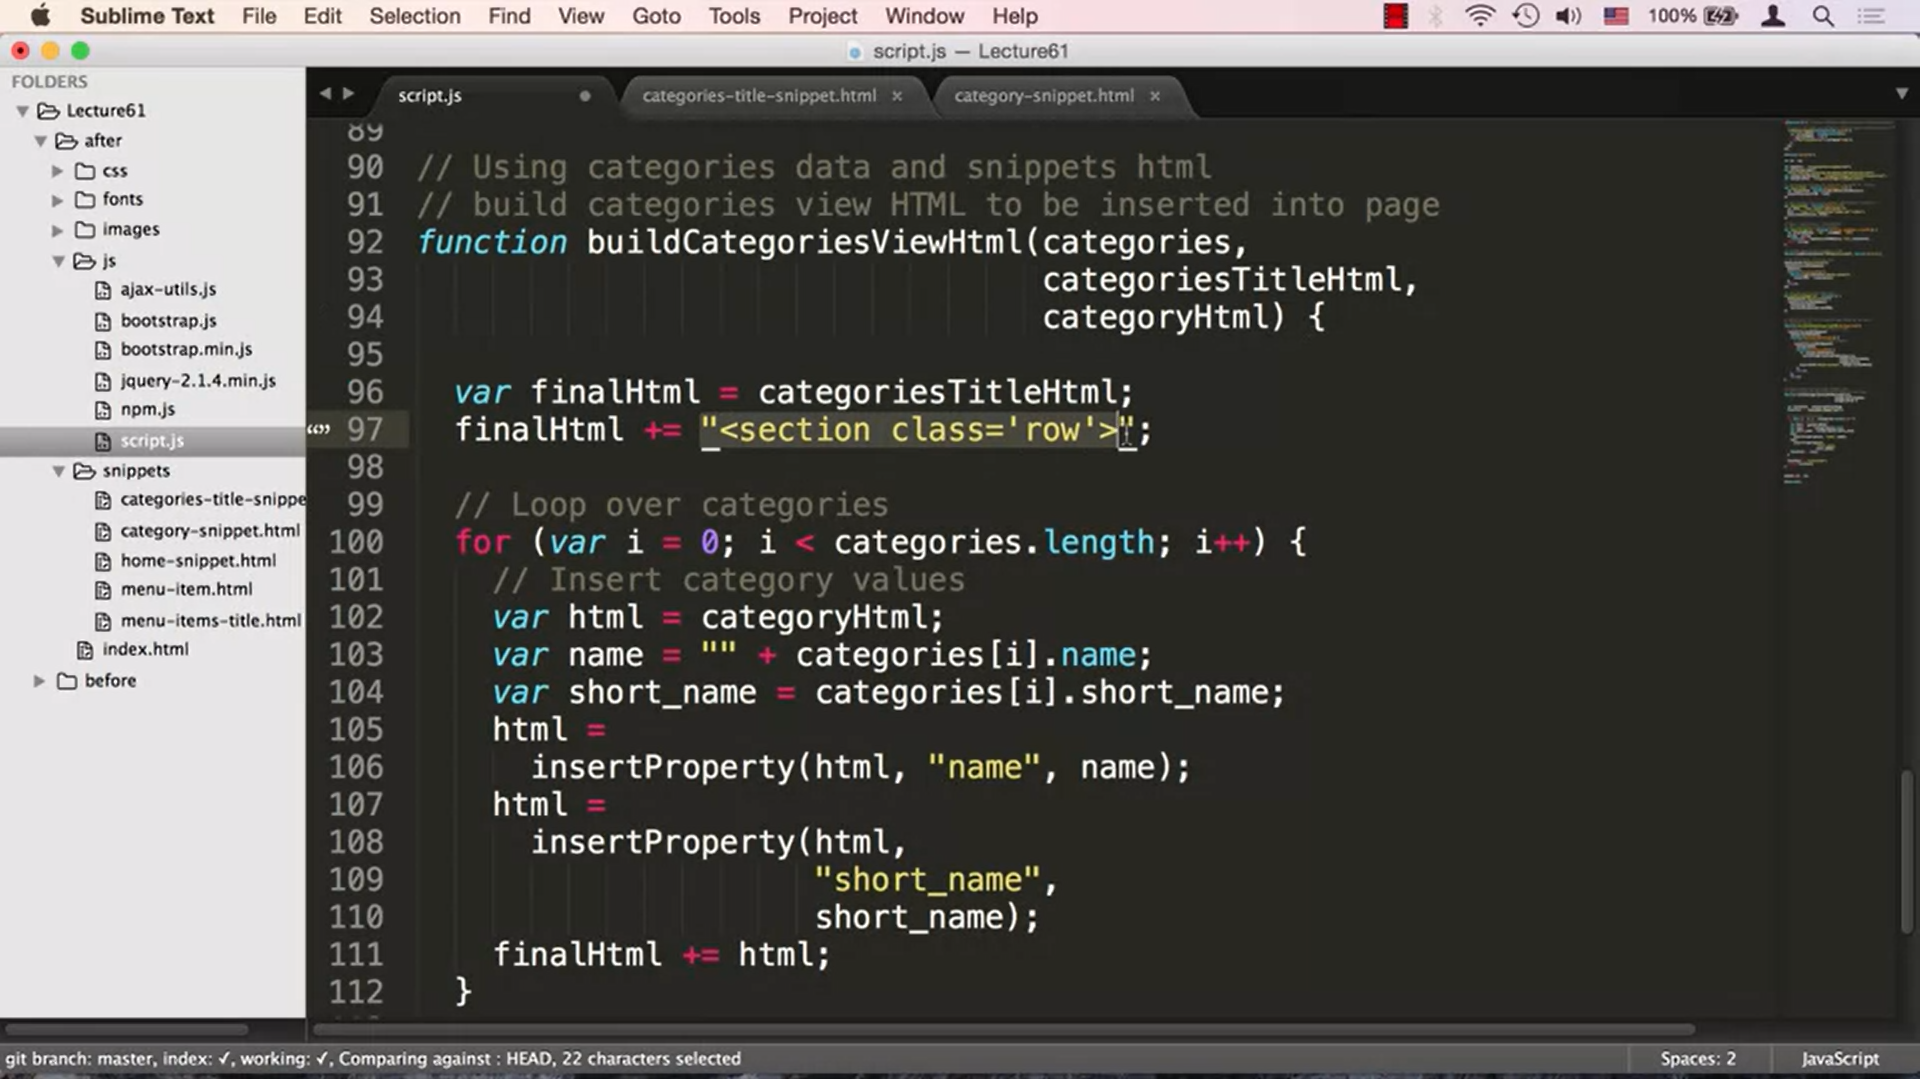 Sublime Text File Edit Selection Find View Goto Tools Project Window Help 100%
script.js — Lecture61
FOLDERS
Lecture61
after
css
fonts
images
js
ajax-utils.js
bootstrap.js
bootstrap.min.js
jquery-2.1.4.min.js
npm.js
script.js
snippets
categories-title-snippe
category-snippet.html
home-snippet.html
menu-item.html
menu-items-title.html
index.html
before
script.js categories-title-snippet.html × category-snippet.html ×
89
90 // Using categories data and snippets html
91 // build categories view HTML to be inserted into page
92 function buildCategoriesViewHtml(categories,
93 categoriesTitleHtml,
94 categoryHtml) {
95
96 var finalHtml = categoriesTitleHtml;
97 finalHtml += "<section class='row'>";
98
99 // Loop over categories
100 for (var i = 0; i < categories.length; i++) {
101 // Insert category values
102 var html = categoryHtml;
103 var name = "" + categories[i].name;
104 var short_name = categories[i].short_name;
105 html =
106 insertProperty(html, "name", name);
107 html =
108 insertProperty(html,
109 "short_name",
110 short_name);
111 finalHtml += html;
112 }
git branch: master, index: ✓, working: ✓, Comparing against : HEAD, 22 characters selected Spaces: 2 JavaScript